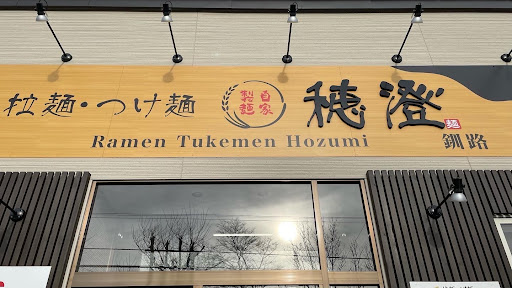 拉麺・つけ麺
自家
製麺
穂澄
麺
釧路
Ramen Tukemen Hozumi